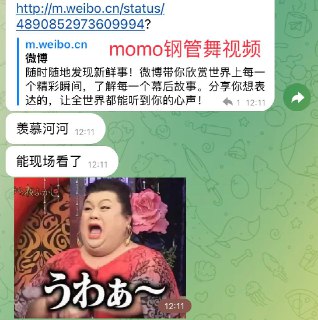 http://m.weibo.cn/status/
4890852973609994?
m.weibo.cn
momo钢管舞视频
微博
随时随地发现新鲜事！微博带你欣赏世界上每一
个精彩瞬间，了解每一个幕后故事。分享你想表
达的，让全世界都能听到你的心声！
1 12:11
羡慕河河 12:11
能现场看了 12:11
うわぁ〜
12:11